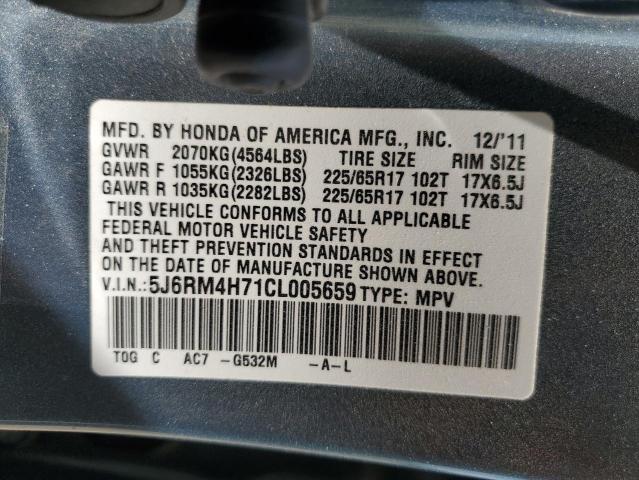 MFD. BY HONDA OF AMERICA MFG., INC. 12/'11
GVWR 2070KG(4564LBS) TIRE SIZE RIM SIZE
GAWR F 1055KG(2326LBS) 225/65R17 102T 17X6.5J
GAWR R 1035KG(2282LBS) 225/65R17 102T 17X6.5J
THIS VEHICLE CONFORMS TO ALL APPLICABLE
FEDERAL MOTOR VEHICLE SAFETY
AND THEFT PREVENTION STANDARDS IN EFFECT
ON THE DATE OF MANUFACTURE SHOWN ABOVE.
V.I.N.:5J6RM4H71CL005659 TYPE: MPV
TOG C AC7 -G532M -A-L